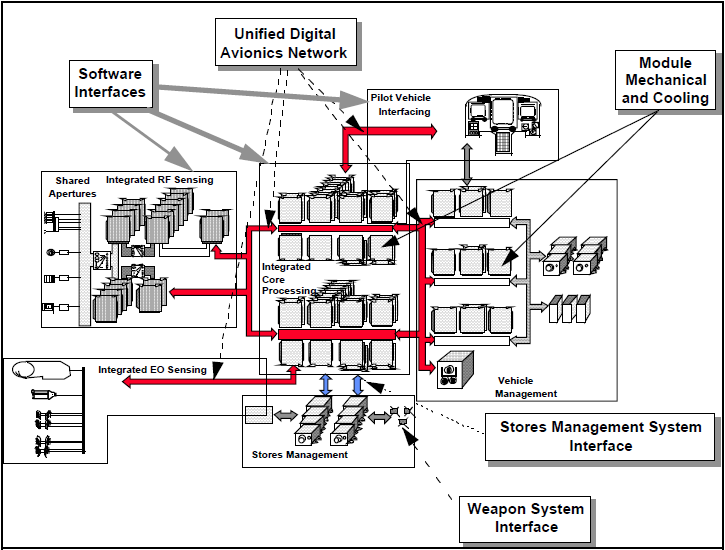 Unified Digital
Avionics Network
Software
Interfaces
Module
Mechanical
and Cooling
Pilot Vehicle
Interfacing
Shared
Apertures
Integrated RF Sensing
Integrated
Core
Processing
Integrated EO Sensing
Vehicle
Management
Stores Management
Stores Management System
Interface
Weapon System
Interface